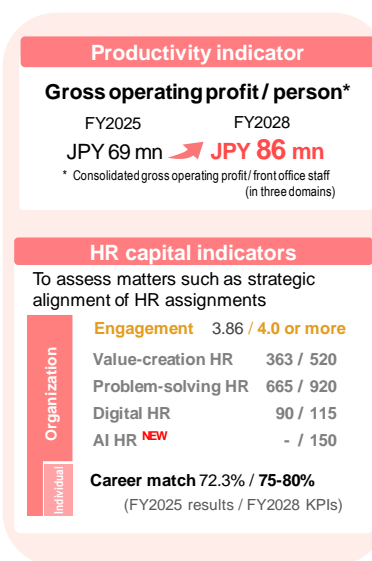 Productivity indicator
Gross operating profit / person*
FY2025 FY2028
JPY 69 mn JPY 86 mn
* Consolidated gross operating profit / front office staff
(in three domains)
HR capital indicators
To assess matters such as strategic
alignment of HR assignments
Organization
Engagement 3.86 / 4.0 or more
Value-creation HR 363 / 520
Problem-solving HR 665 / 920
Digital HR 90 / 115
AI HR NEW - / 150
Individual
Career match 72.3% / 75-80%
(FY2025 results / FY2028 KPIs)